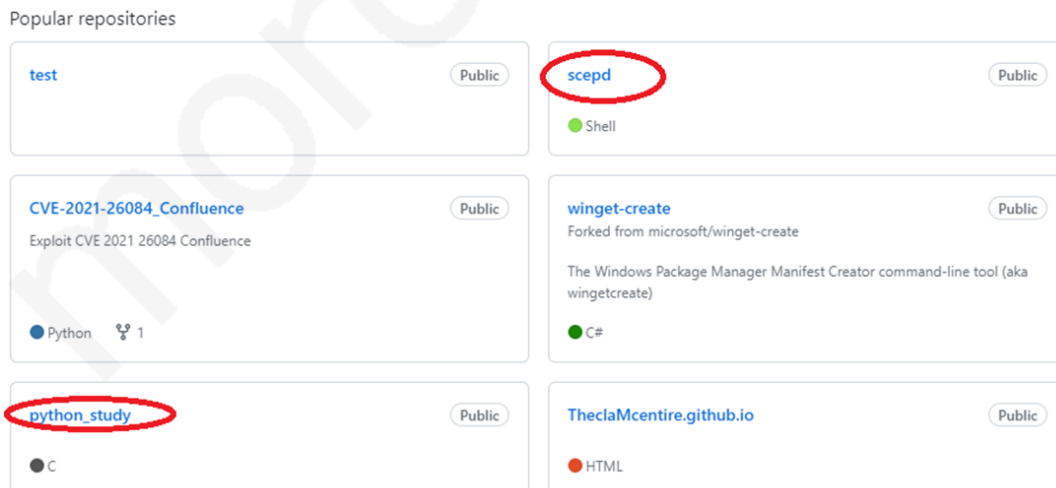 Popular repositories
test Public
scepd Public
Shell
CVE-2021-26084_Confluence Public
Exploit CVE 2021 26084 Confluence
Python 1
winget-create Public
Forked from microsoft/winget-create
The Windows Package Manager Manifest Creator command-line tool (aka
wingetcreate)
C#
python_study Public
C
TheclaMcentire.github.io Public
HTML